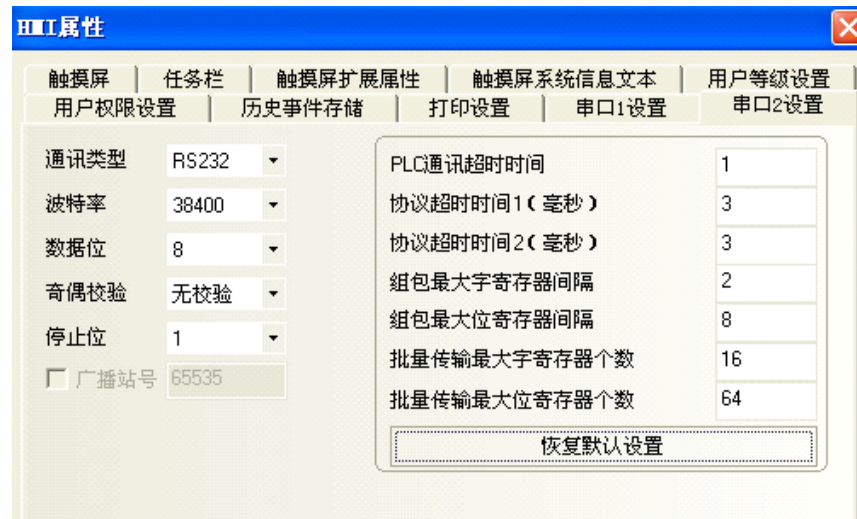 HMI属性
触摸屏 任务栏 触摸屏扩展属性 触摸屏系统信息文本 用户等级设置
用户权限设置 历史事件存储 打印设置 串口1设置 串口2设置
通讯类型 RS232
波特率 38400
数据位 8
奇偶校验 无校验
停止位 1
广播站号 65535
PLC通讯超时时间 1
协议超时时间1(毫秒) 3
协议超时时间2(毫秒) 3
组包最大字寄存器间隔 2
组包最大位寄存器间隔 8
批量传输最大字寄存器个数 16
批量传输最大位寄存器个数 64
恢复默认设置